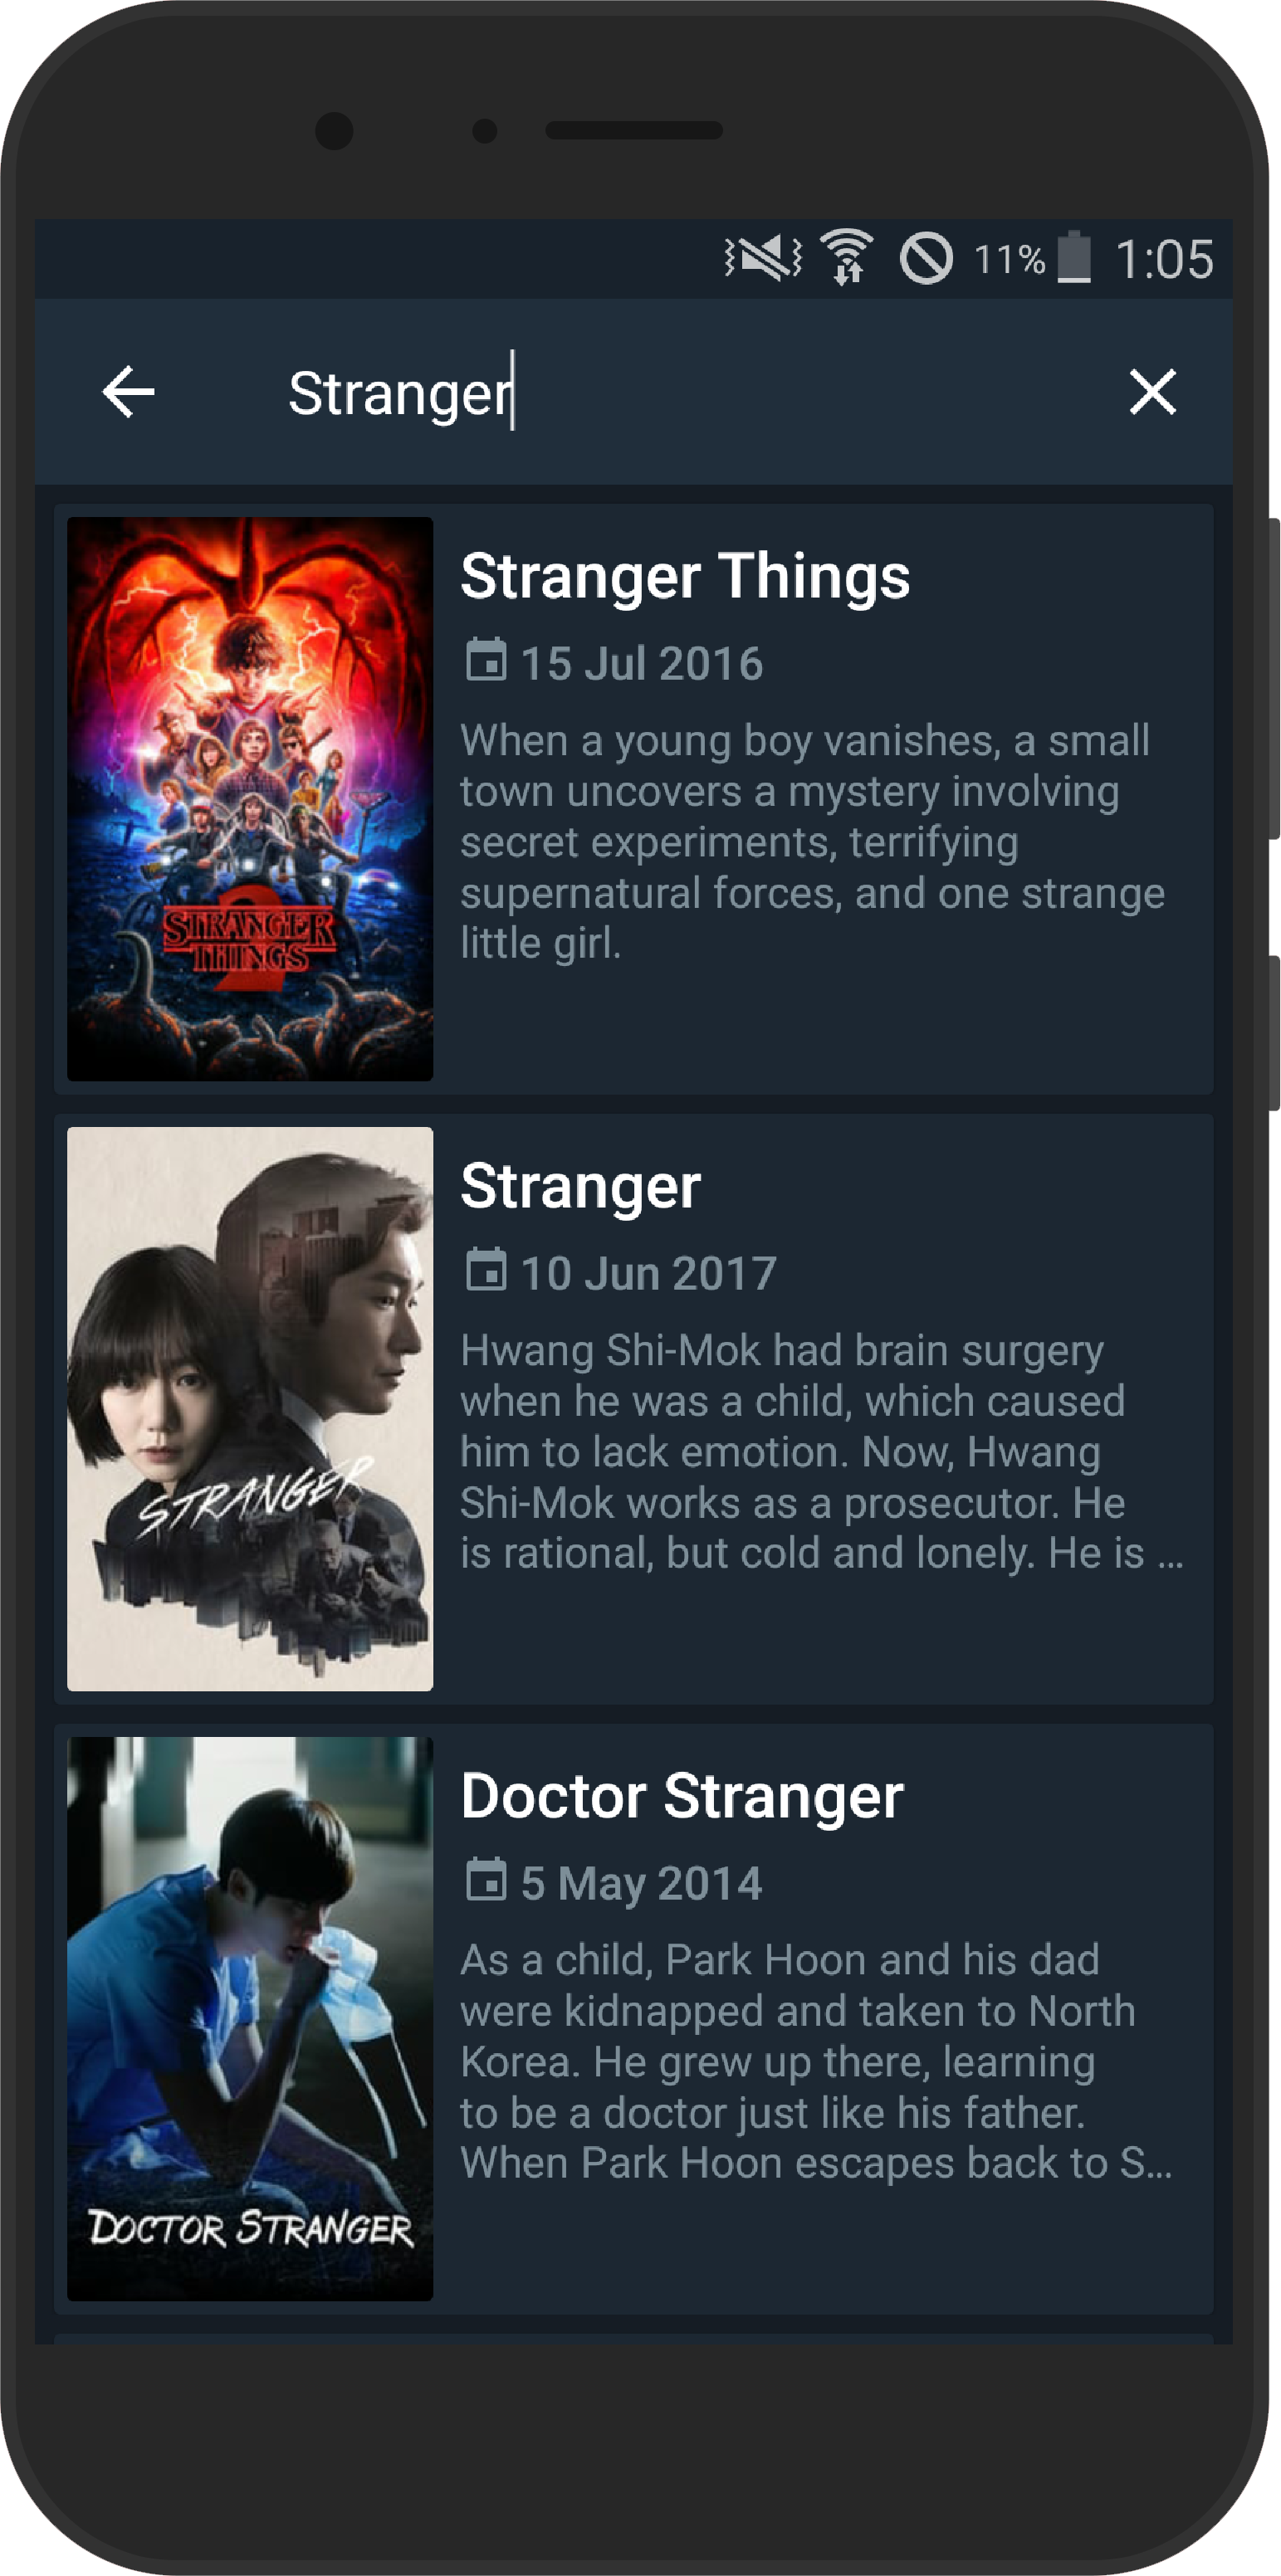 11% 1:05
Stranger
Stranger Things
15 Jul 2016
When a young boy vanishes, a small
town uncovers a mystery involving
secret experiments, terrifying
supernatural forces, and one strange
little girl.
STRANGER
THINGS
2
Stranger
10 Jun 2017
Hwang Shi-Mok had brain surgery
when he was a child, which caused
him to lack emotion. Now, Hwang
Shi-Mok works as a prosecutor. He
is rational, but cold and lonely. He is ...
STRANGER
Doctor Stranger
5 May 2014
As a child, Park Hoon and his dad
were kidnapped and taken to North
Korea. He grew up there, learning
to be a doctor just like his father.
When Park Hoon escapes back to S...
DOCTOR STRANGER